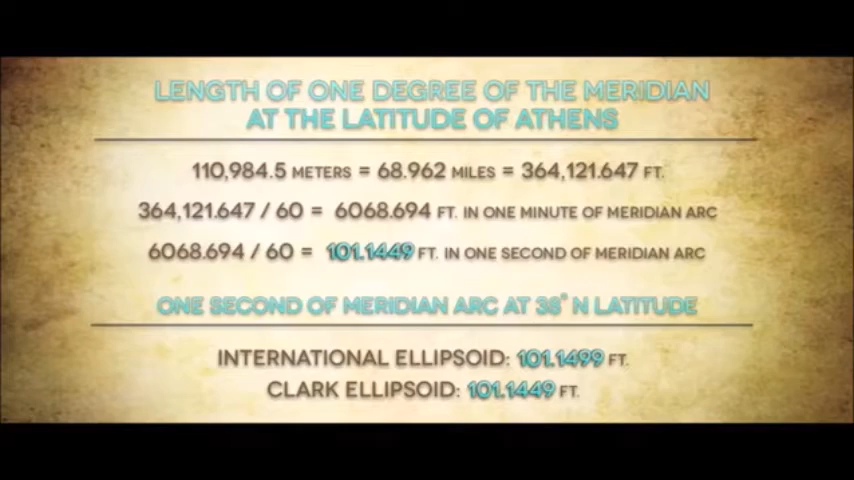 LENGTH OF ONE DEGREE OF THE MERIDIAN
AT THE LATITUDE OF ATHENS
110,984.5 METERS = 68.962 MILES = 364,121.647 FT.
364,121.647 / 60 = 6068.694 FT. IN ONE MINUTE OF MERIDIAN ARC
6068.694 / 60 = 101.1449 FT. IN ONE SECOND OF MERIDIAN ARC
ONE SECOND OF MERIDIAN ARC AT 38° N LATITUDE
INTERNATIONAL ELLIPSOID: 101.1499 FT.
CLARK ELLIPSOID: 101.1449 FT.